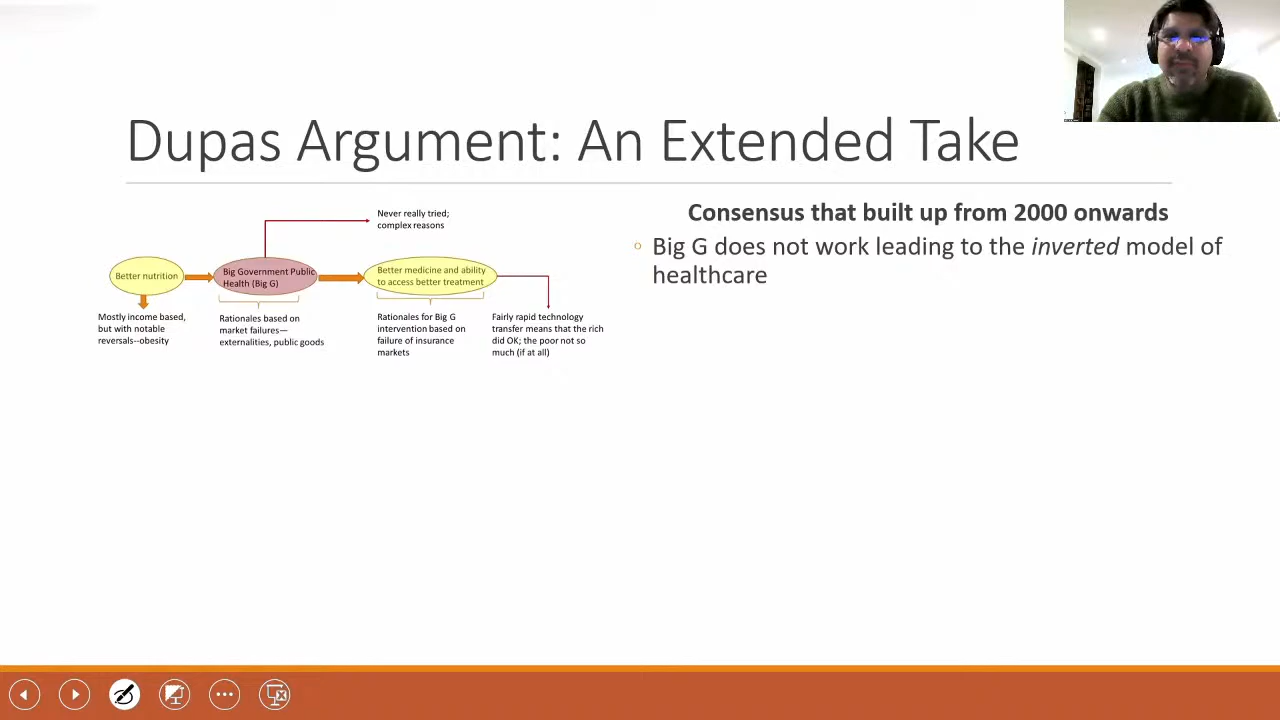 Dupas Argument: An Extended Take
Never really tried;
complex reasons
Better nutrition
Big Government Public
Health (Big G)
Better medicine and ability
to access better treatment
Mostly income based,
but with notable
reversals--obesity
Rationales based on
market failures—
externalities, public goods
Rationales for Big G
intervention based on
failure of insurance
markets
Fairly rapid technology
transfer means that the rich
did OK; the poor not so
much (if at all)
Consensus that built up from 2000 onwards
◦ Big G does not work leading to the inverted model of
healthcare